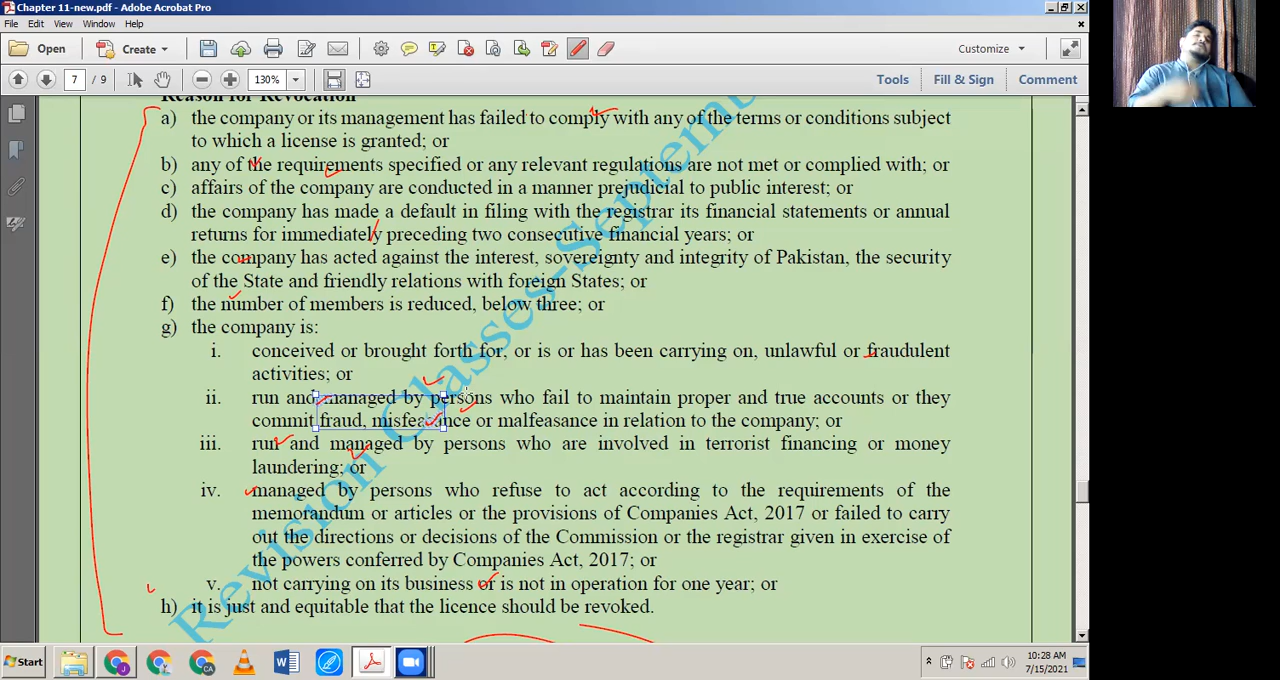 Chapter 11-new.pdf - Adobe Acrobat Pro
File Edit View Window Help
Open Create Customize
7 / 9 130% Tools Fill & Sign Comment
Reason for Revocation
a) the company or its management has failed to comply with any of the terms or conditions subject
to which a license is granted; or
b) any of the requirements specified or any relevant regulations are not met or complied with; or
c) affairs of the company are conducted in a manner prejudicial to public interest; or
d) the company has made a default in filing with the registrar its financial statements or annual
returns for immediately preceding two consecutive financial years; or
e) the company has acted against the interest, sovereignty and integrity of Pakistan, the security
of the State and friendly relations with foreign States; or
f) the number of members is reduced, below three; or
g) the company is:
i. conceived or brought forth for, or is or has been carrying on, unlawful or fraudulent
activities; or
ii. run and managed by persons who fail to maintain proper and true accounts or they
commit fraud, misfeasance or malfeasance in relation to the company; or
iii. run and managed by persons who are involved in terrorist financing or money
laundering; or
iv. managed by persons who refuse to act according to the requirements of the
memorandum or articles or the provisions of Companies Act, 2017 or failed to carry
out the directions or decisions of the Commission or the registrar given in exercise of
the powers conferred by Companies Act, 2017; or
v. not carrying on its business or is not in operation for one year; or
h) it is just and equitable that the licence should be revoked.
Revision Classes-Septem
Start
10:28 AM
7/15/2021